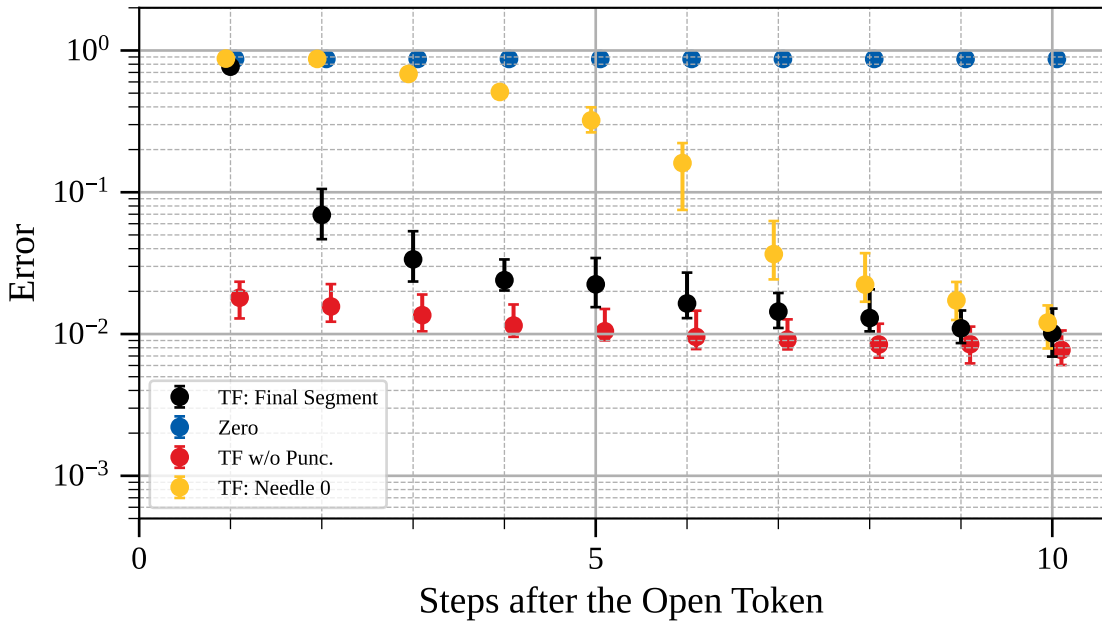 10⁰
10⁻¹
10⁻²
10⁻³
Error
TF: Final Segment
Zero
TF w/o Punc.
TF: Needle 0
0
5
10
Steps after the Open Token